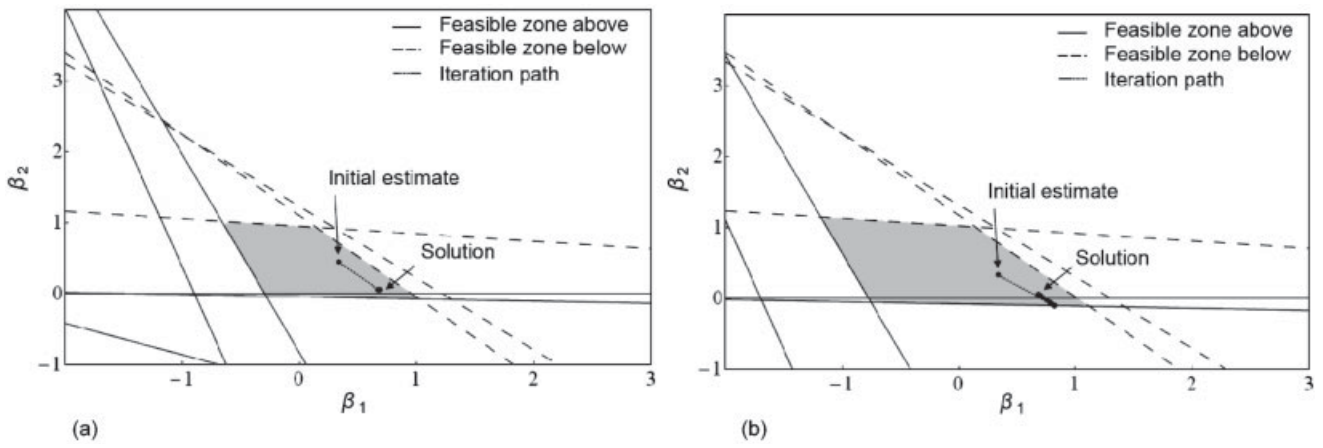 Feasible zone above
Feasible zone below
Iteration path
3
2
1
0
−1
β2
Initial estimate
Solution
−1
0
1
2
3
β1
(a)
Feasible zone above
Feasible zone below
Iteration path
3
2
1
0
−1
β2
Initial estimate
Solution
−1
0
1
2
3
β1
(b)